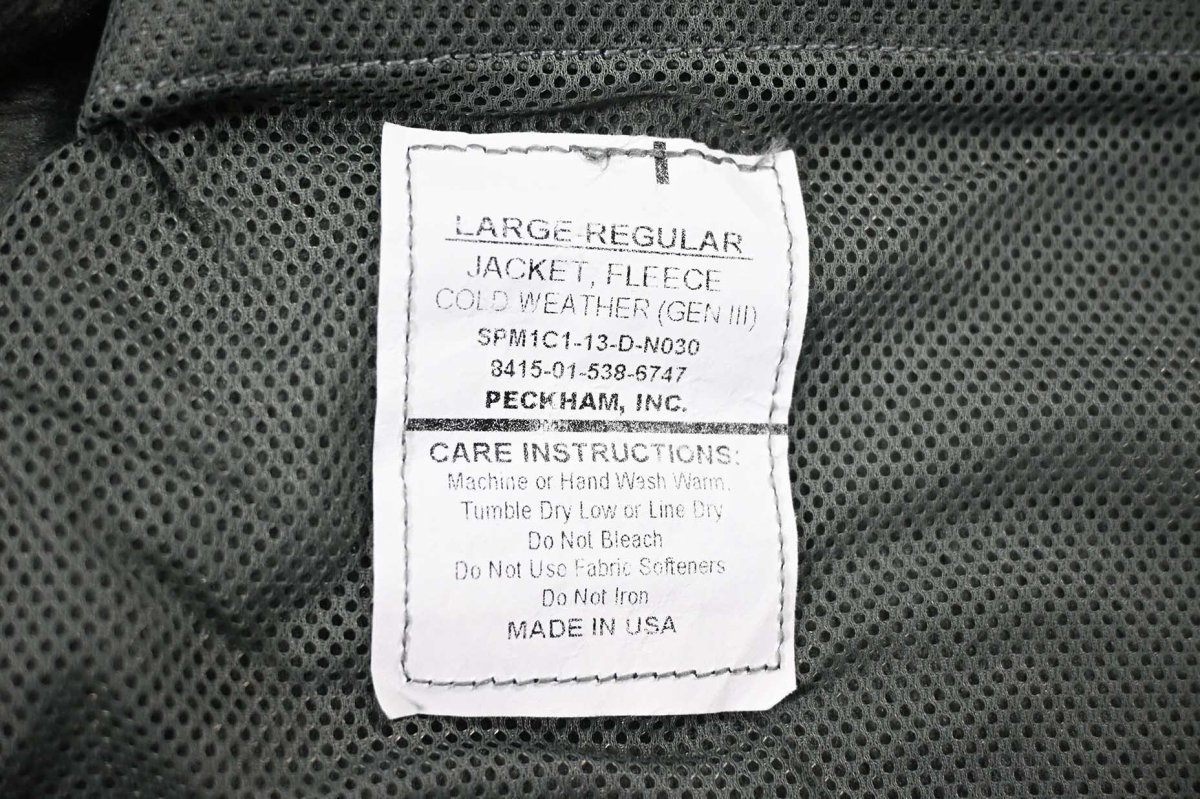 LARGE-REGULAR
JACKET, FLEECE
COLD WEATHER (GEN III)
SPM1C1-13-D-N030
8415-01-538-6747
PECKHAM, INC.
CARE INSTRUCTIONS:
Machine or Hand Wash Warm.
Tumble Dry Low or Line Dry
Do Not Bleach
Do Not Use Fabric Softeners
Do Not Iron
MADE IN USA